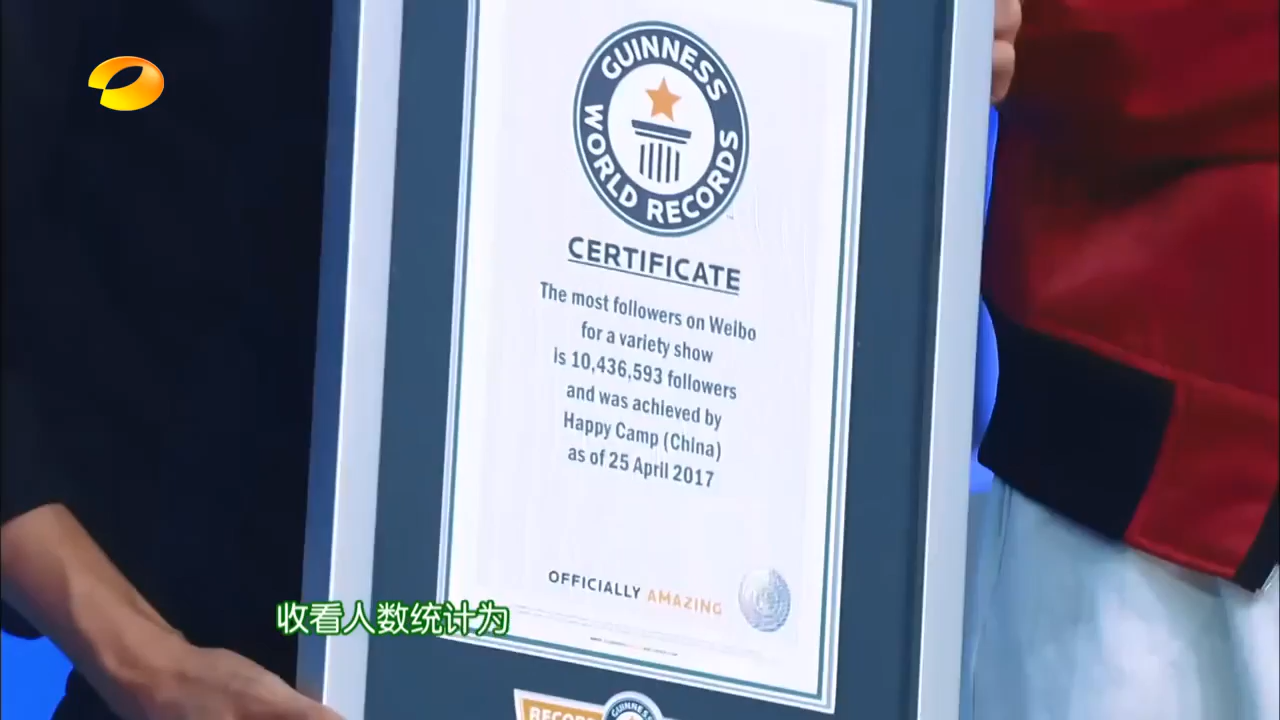 GUINNESS
WORLD RECORDS
CERTIFICATE
The most followers on Weibo
for a variety show
is 10,436,593 followers
and was achieved by
Happy Camp (China)
as of 25 April 2017
OFFICIALLY AMAZING
收看人数统计为
GUINNESS